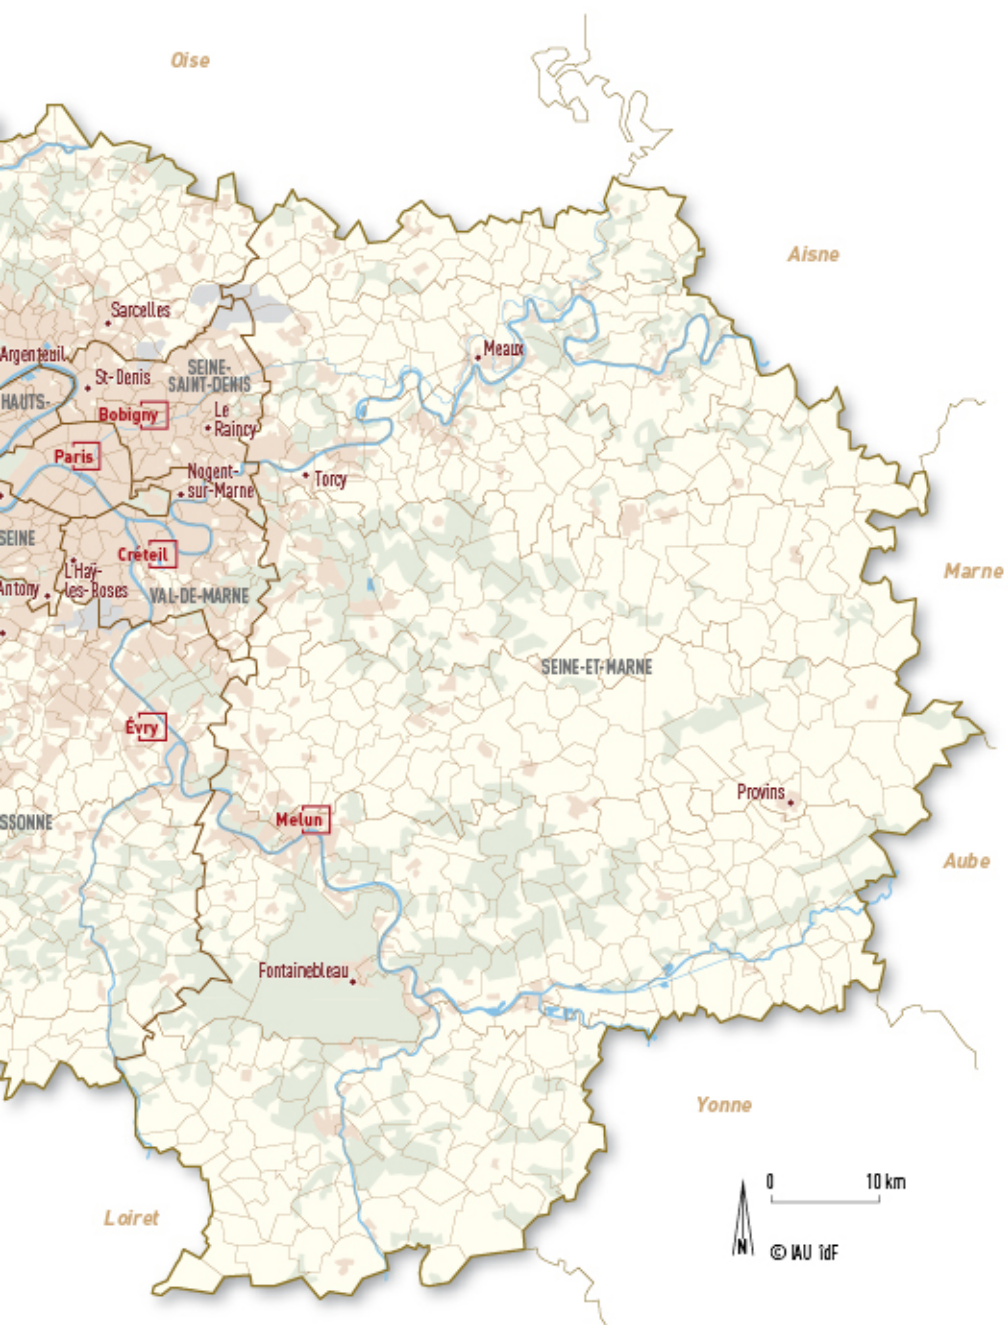 Oise
Aisne
Sarcelles
Argenteuil
St-Denis
SEINE-
SAINT-DENIS
Meaux
HAUTS-
Bobigny
Le
Raincy
Paris
Nogent-
sur-Marne
Torcy
SEINE
Créteil
L'Haÿ-
les-Roses
Antony
VAL-DE-MARNE
Marne
SEINE-ET-MARNE
Évry
Provins
SSONNE
Melun
Aube
Fontainebleau
Yonne
Loiret
0 10 km
N
© IAU îdF